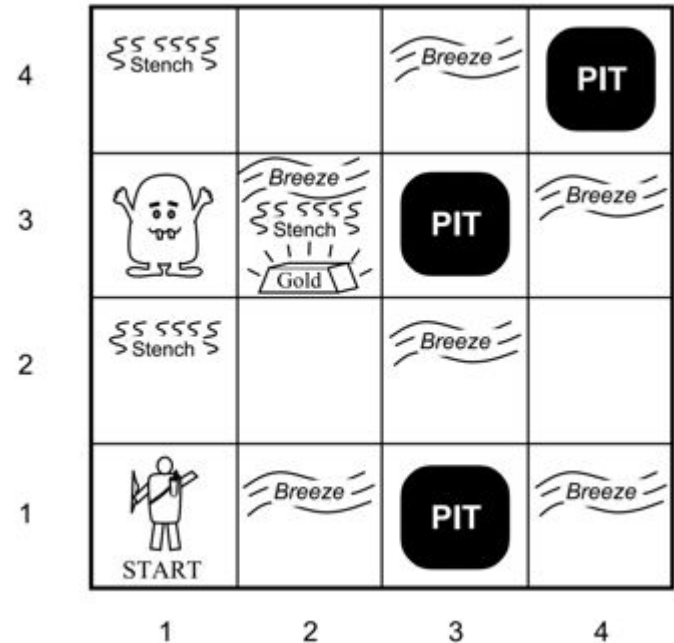 4
Stench
Breeze
PIT
3
Breeze
Stench
Gold
PIT
Breeze
2
Stench
Breeze
1
START
Breeze
PIT
Breeze
1 2 3 4